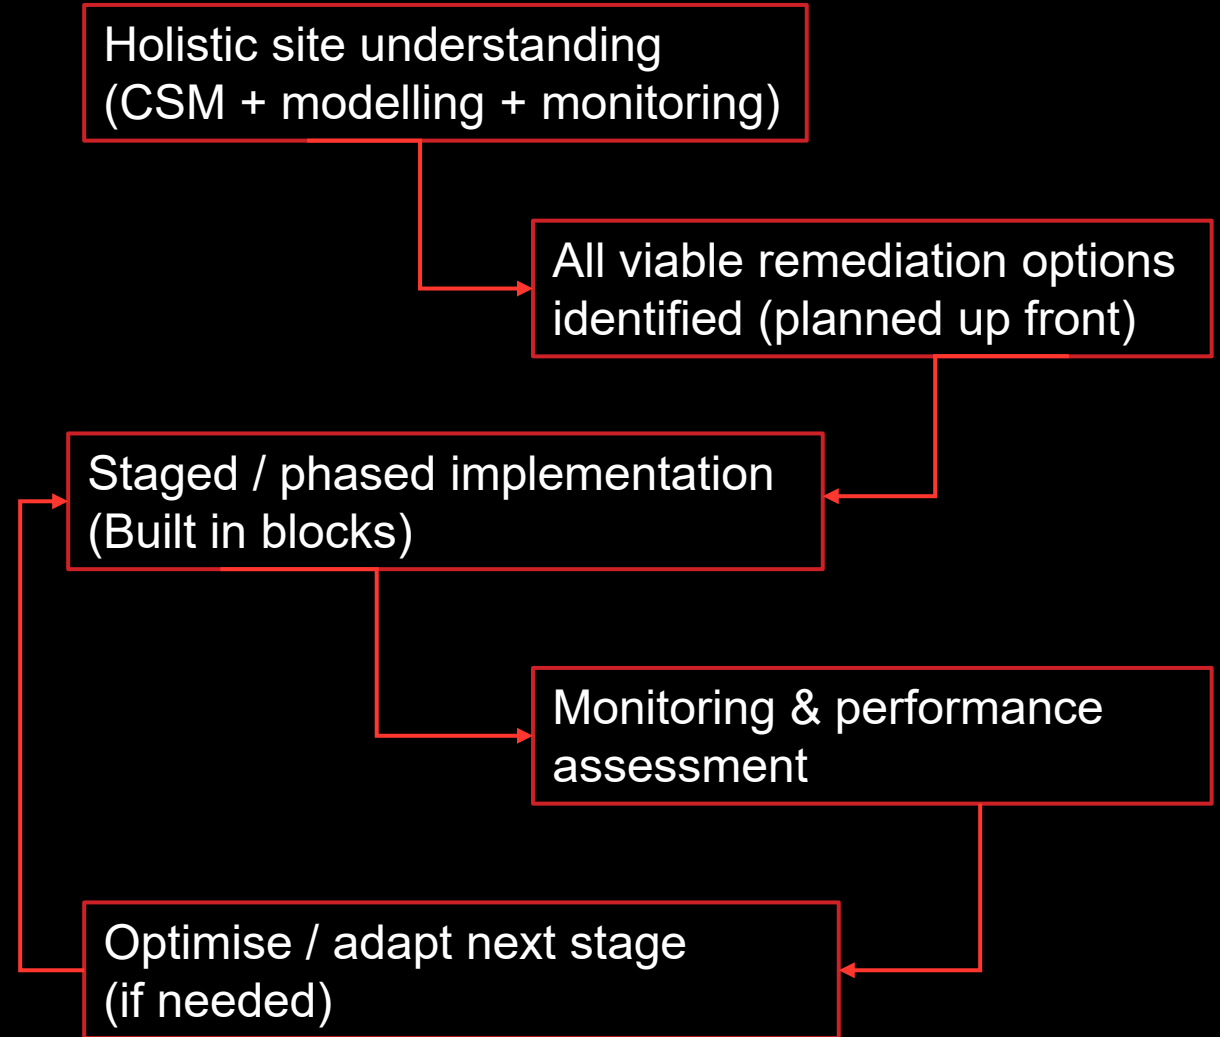 Holistic site understanding
(CSM + modelling + monitoring)
All viable remediation options
identified (planned up front)
Staged / phased implementation
(Built in blocks)
Monitoring & performance
assessment
Optimise / adapt next stage
(if needed)